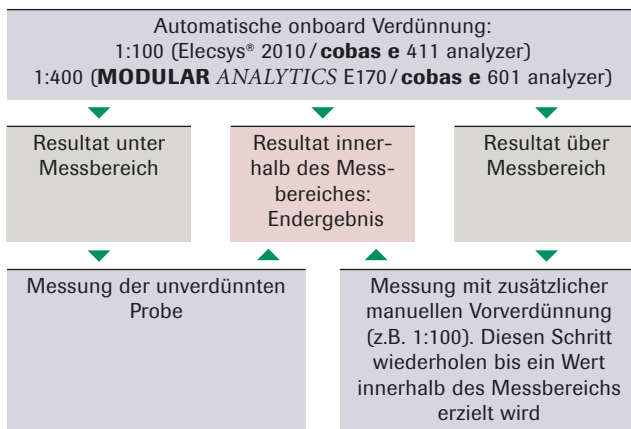 Automatische onboard Verdünnung:
1:100 (Elecsys® 2010/cobas e 411 analyzer)
1:400 (MODULAR ANALYTICS E170/cobas e 601 analyzer)
Resultat unter
Messbereich
Resultat inner-
halb des Mess-
bereiches:
Endergebnis
Resultat über
Messbereich
Messung der unverdünnten
Probe
Messung mit zusätzlicher
manuellen Vorverdünnung
(z.B. 1:100). Diesen Schritt
wiederholen bis ein Wert
innerhalb des Messbereichs
erzielt wird